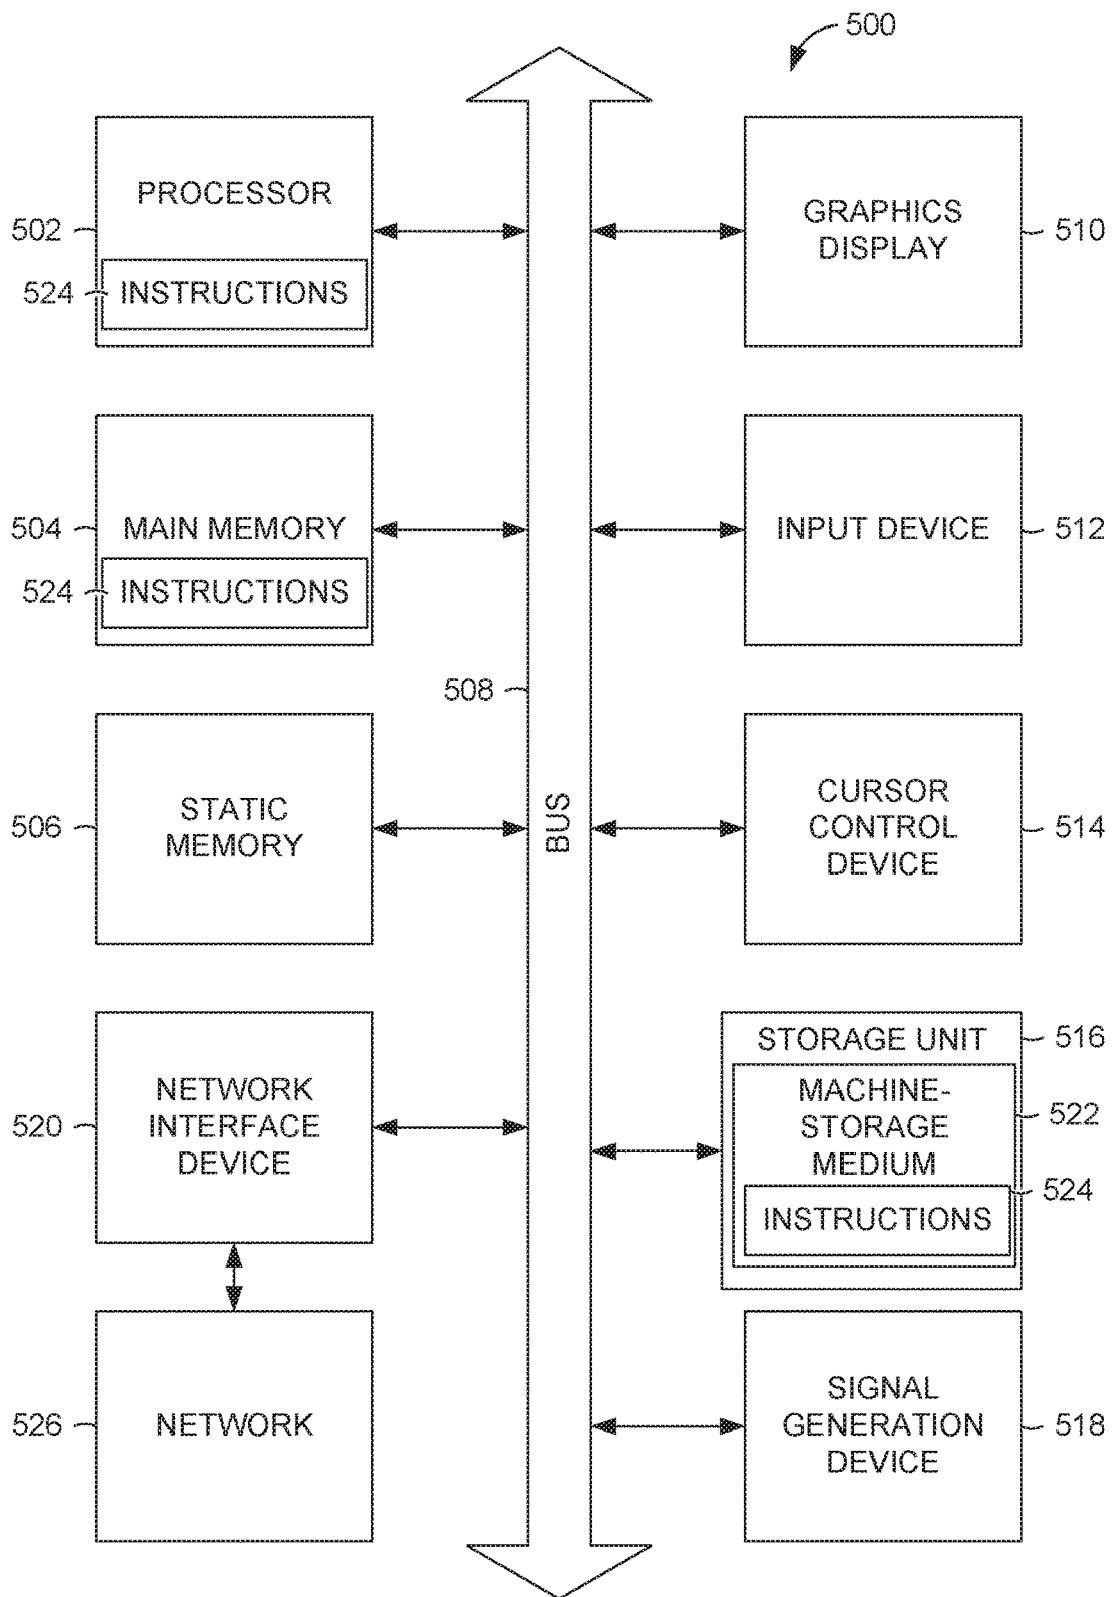 500
PROCESSOR
502
524
INSTRUCTIONS
GRAPHICS
DISPLAY
510
504
MAIN MEMORY
524
INSTRUCTIONS
INPUT DEVICE
512
508
BUS
506
STATIC
MEMORY
CURSOR
CONTROL
DEVICE
514
520
NETWORK
INTERFACE
DEVICE
STORAGE UNIT
516
MACHINE-
STORAGE
MEDIUM
522
524
INSTRUCTIONS
526
NETWORK
SIGNAL
GENERATION
DEVICE
518